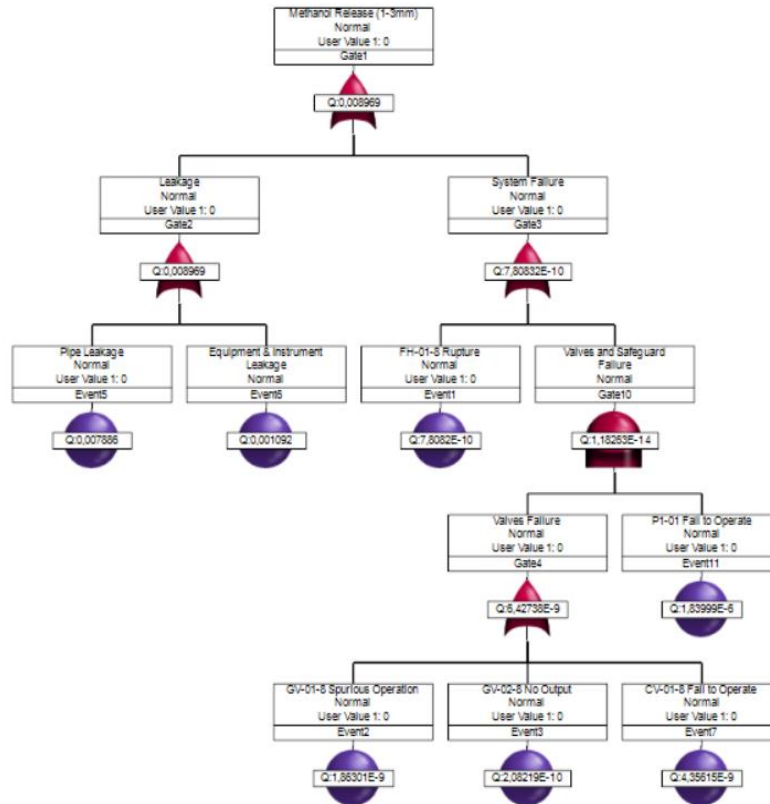 Methanol Release (1-3mm)
Normal
User Value 1: 0
Gate1
Q:0,008969
Leakage
Normal
User Value 1: 0
Gate2
Q:0,008969
System Failure
Normal
User Value 1: 0
Gate3
Q:7,80832E-10
Pipe Leakage
Normal
User Value 1: 0
Event5
Q:0,007886
Equipment & Instrument
Leakage
Normal
Event6
Q:0,001092
FH-01-8 Rupture
Normal
User Value 1: 0
Event1
Q:7,8082E-10
Valves and Safeguard
Failure
Normal
Gate10
Q:1,18263E-14
Valves Failure
Normal
User Value 1: 0
Gate4
Q:6,42738E-9
P1-01 Fail to Operate
Normal
User Value 1: 0
Event11
Q:1,83999E-6
GV-01-8 Spurious Operation
Normal
User Value 1: 0
Event2
Q:1,86301E-9
GV-02-8 No Output
Normal
User Value 1: 0
Event3
Q:2,08219E-10
CV-01-8 Fail to Operate
Normal
User Value 1: 0
Event7
Q:4,35615E-9